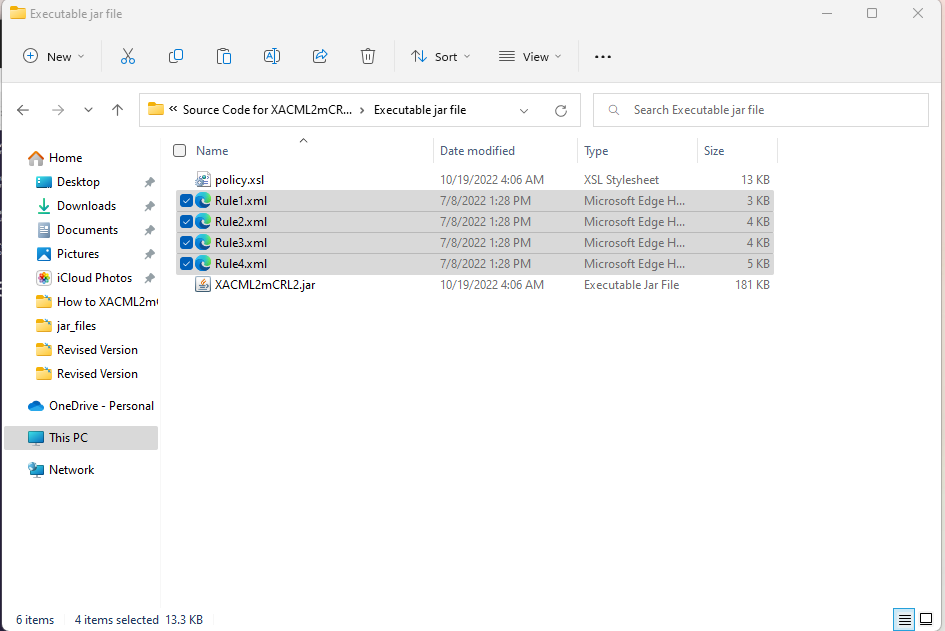 Executable jar file
New
Sort
View
« Source Code for XACML2mCR... > Executable jar file
Search Executable jar file
Home
Desktop
Downloads
Documents
Pictures
iCloud Photos
How to XACML2m
jar_files
Revised Version
Revised Version
OneDrive - Personal
This PC
Network
Name Date modified Type Size
policy.xsl 10/19/2022 4:06 AM XSL Stylesheet 13 KB
Rule1.xml 7/8/2022 1:28 PM Microsoft Edge H... 3 KB
Rule2.xml 7/8/2022 1:28 PM Microsoft Edge H... 4 KB
Rule3.xml 7/8/2022 1:28 PM Microsoft Edge H... 4 KB
Rule4.xml 7/8/2022 1:28 PM Microsoft Edge H... 5 KB
XACML2mCRL2.jar 10/19/2022 4:06 AM Executable Jar File 181 KB
6 items 4 items selected 13.3 KB